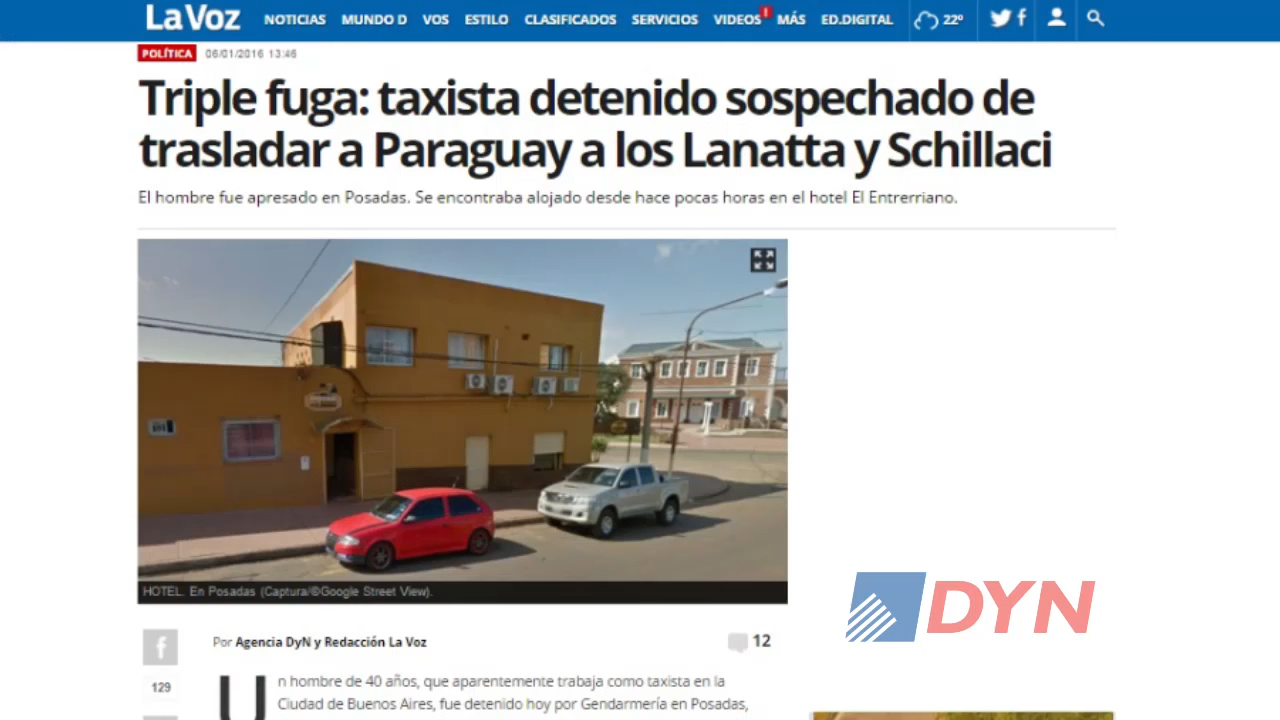 La Voz
NOTICIAS MUNDO D VOS ESTILO CLASIFICADOS SERVICIOS VIDEOS ! MÁS ED.DIGITAL 22º
POLÍTICA 06/01/2016 13:46
Triple fuga: taxista detenido sospechado de
trasladar a Paraguay a los Lanatta y Schillaci
El hombre fue apresado en Posadas. Se encontraba alojado desde hace pocas horas en el hotel El Entrerriano.
HOTEL. En Posadas (Captura/©Google Street View).
DYN
f
Por Agencia DyN y Redacción La Voz
12
129
Un hombre de 40 años, que aparentemente trabaja como taxista en la
Ciudad de Buenos Aires, fue detenido hoy por Gendarmería en Posadas,